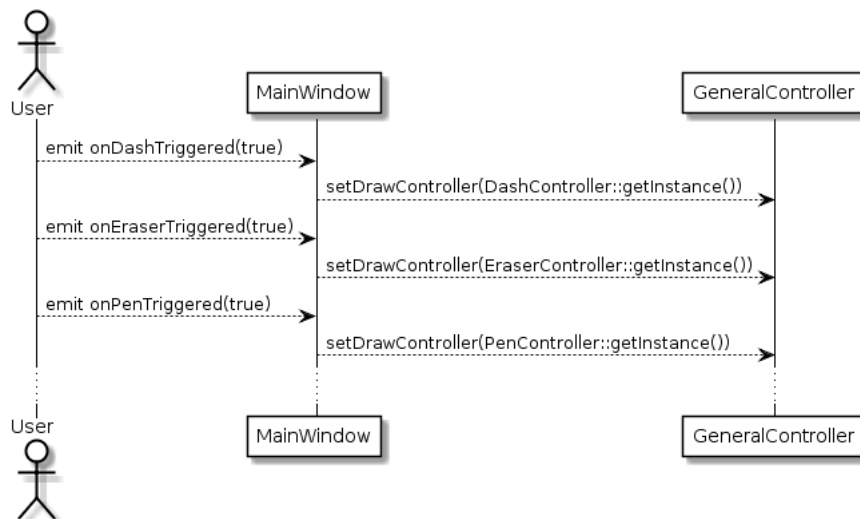 User
MainWindow
GeneralController
emit onDashTriggered(true)
setDrawController(DashController::getInstance())
emit onEraserTriggered(true)
setDrawController(EraserController::getInstance())
emit onPenTriggered(true)
setDrawController(PenController::getInstance())
User
MainWindow
GeneralController